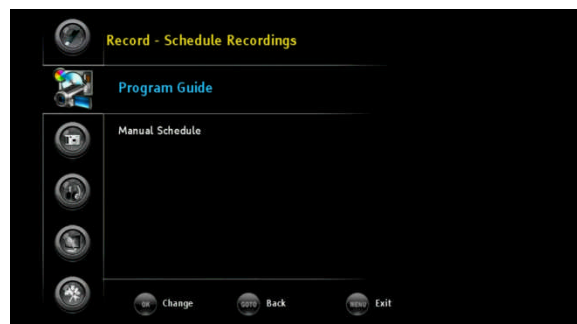 Record - Schedule Recordings
Program Guide
Manual Schedule
OK Change GOTO Back MENU Exit